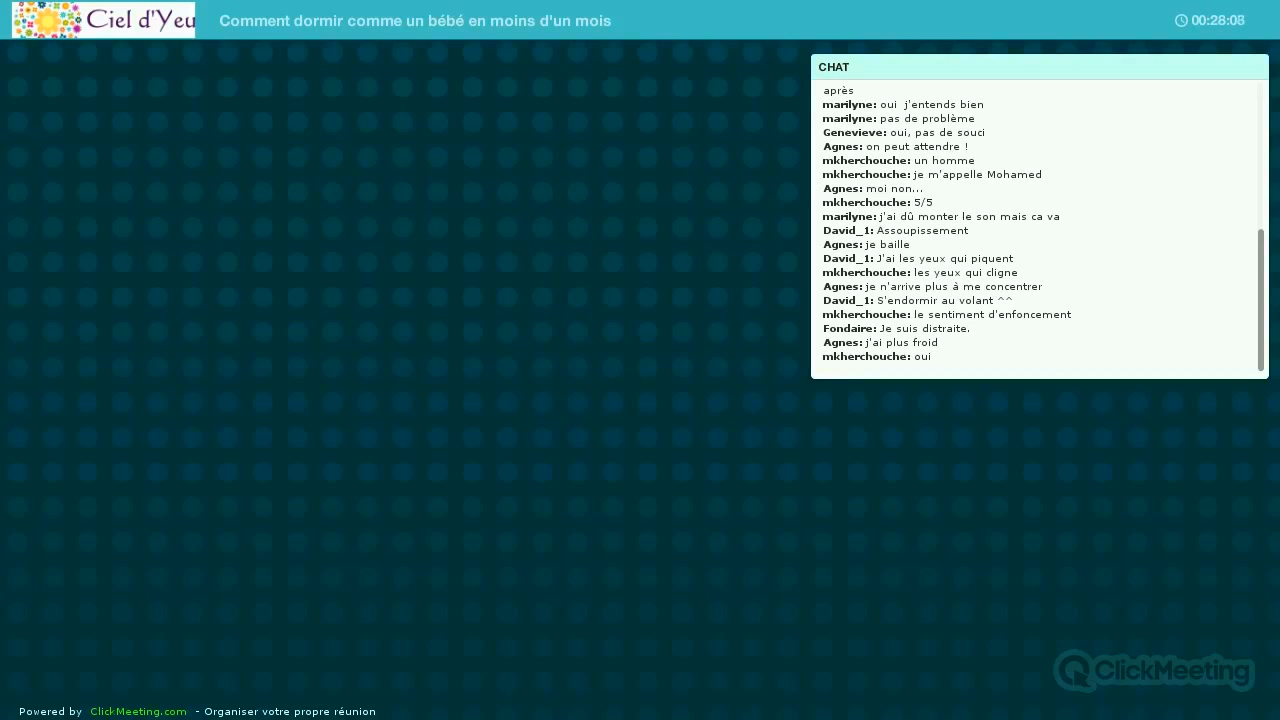 Ciel d'Yeu
Comment dormir comme un bébé en moins d'un mois
00:28:08
CHAT
après
marilyne: oui j'entends bien
marilyne: pas de problème
Genevieve: oui, pas de souci
Agnes: on peut attendre !
mkherchouche: un homme
mkherchouche: je m'appelle Mohamed
Agnes: moi non...
mkherchouche: 5/5
marilyne: j'ai dû monter le son mais ca va
David_1: Assoupissement
Agnes: je baille
David_1: J'ai les yeux qui piquent
mkherchouche: les yeux qui cligne
Agnes: je n'arrive plus à me concentrer
David_1: S'endormir au volant ^^
mkherchouche: le sentiment d'enfoncement
Fondaire: Je suis distraite.
Agnes: j'ai plus froid
mkherchouche: oui
ClickMeeting
Powered by ClickMeeting.com - Organiser votre propre réunion